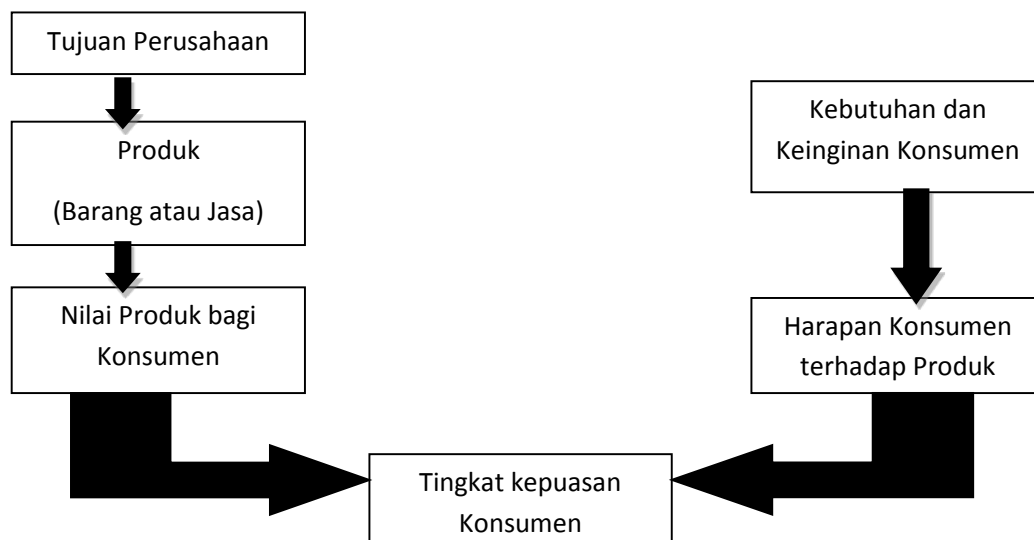 Tujuan Perusahaan
Produk
(Barang atau Jasa)
Nilai Produk bagi
Konsumen
Kebutuhan dan
Keinginan Konsumen
Harapan Konsumen
terhadap Produk
Tingkat kepuasan
Konsumen